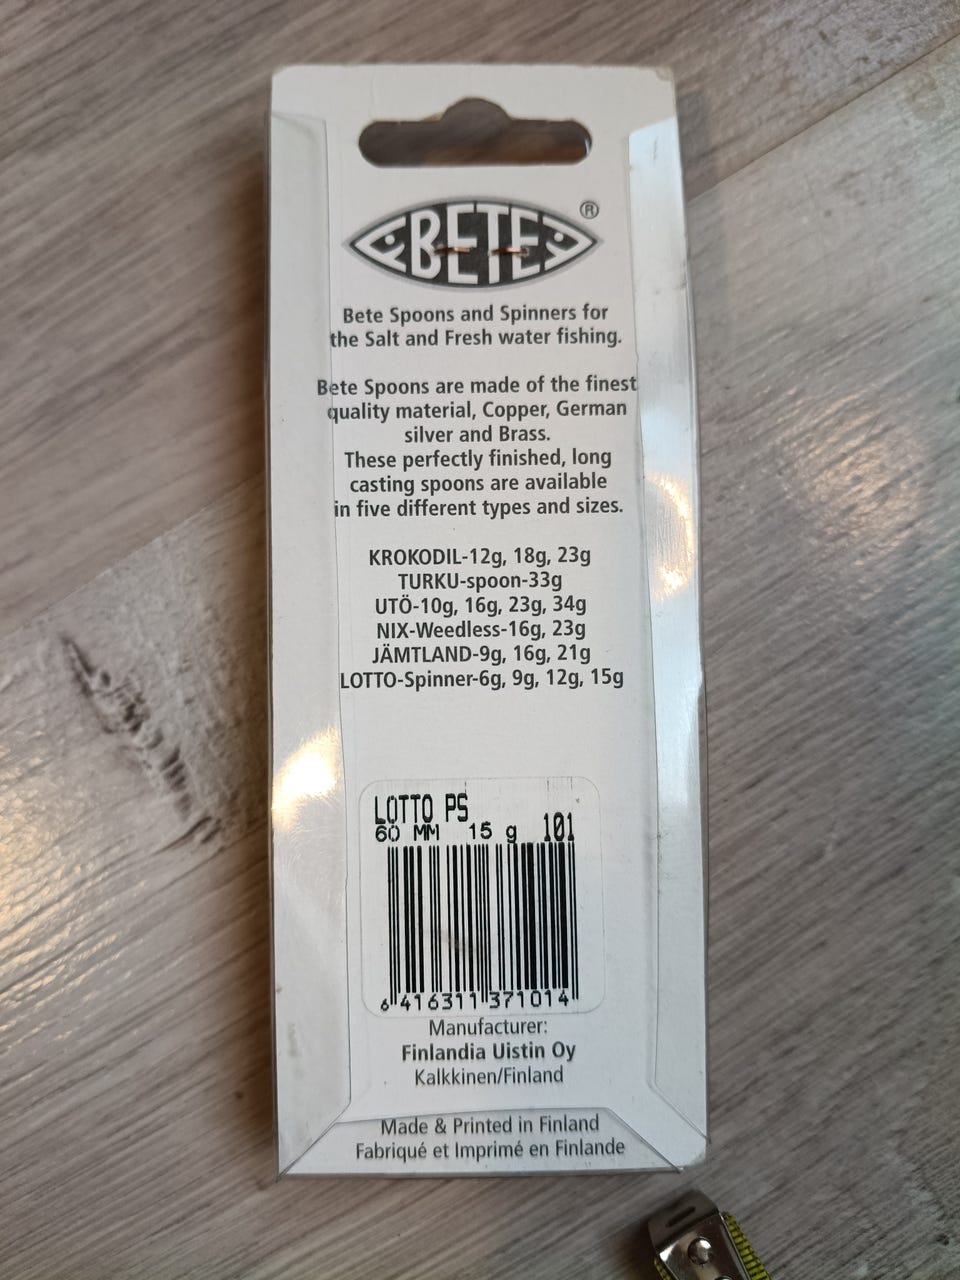 BETE ®
Bete Spoons and Spinners for
the Salt and Fresh water fishing.
Bete Spoons are made of the finest
quality material, Copper, German
silver and Brass.
These perfectly finished, long
casting spoons are available
in five different types and sizes.
KROKODIL-12g, 18g, 23g
TURKU-spoon-33g
UTÖ-10g, 16g, 23g, 34g
NIX-Weedless-16g, 23g
JÄMTLAND-9g, 16g, 21g
LOTTO-Spinner-6g, 9g, 12g, 15g
LOTTO PS
60 MM 15 g 101
6 416311 371014
Manufacturer:
Finlandia Uistin Oy
Kalkkinen/Finland
Made & Printed in Finland
Fabriqué et Imprimé en Finlande